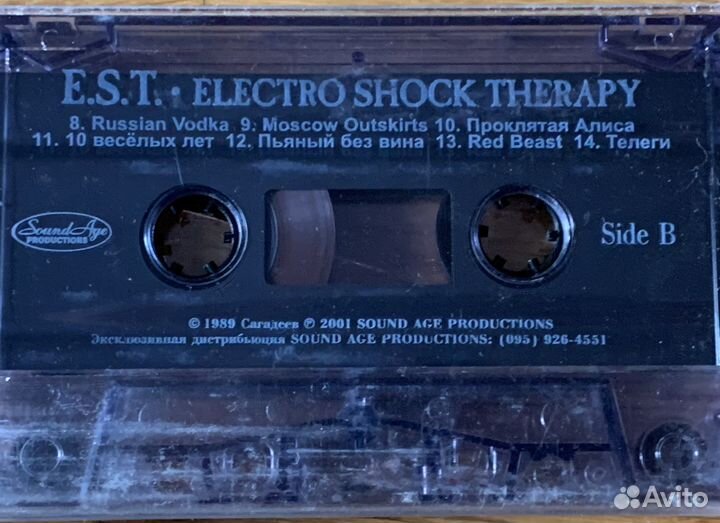 E.S.T. · ELECTRO SHOCK THERAPY
8. Russian Vodka 9. Moscow Outskirts 10. Проклятая Алиса
11. 10 весёлых лет 12. Пьяный без вина 13. Red Beast 14. Телеги
Sound Age
PRODUCTIONS
Side B
© 1989 Сагадеев ℗ 2001 SOUND AGE PRODUCTIONS
Эксклюзивная дистрибьюция SOUND AGE PRODUCTIONS: (095) 926-4551
Avito